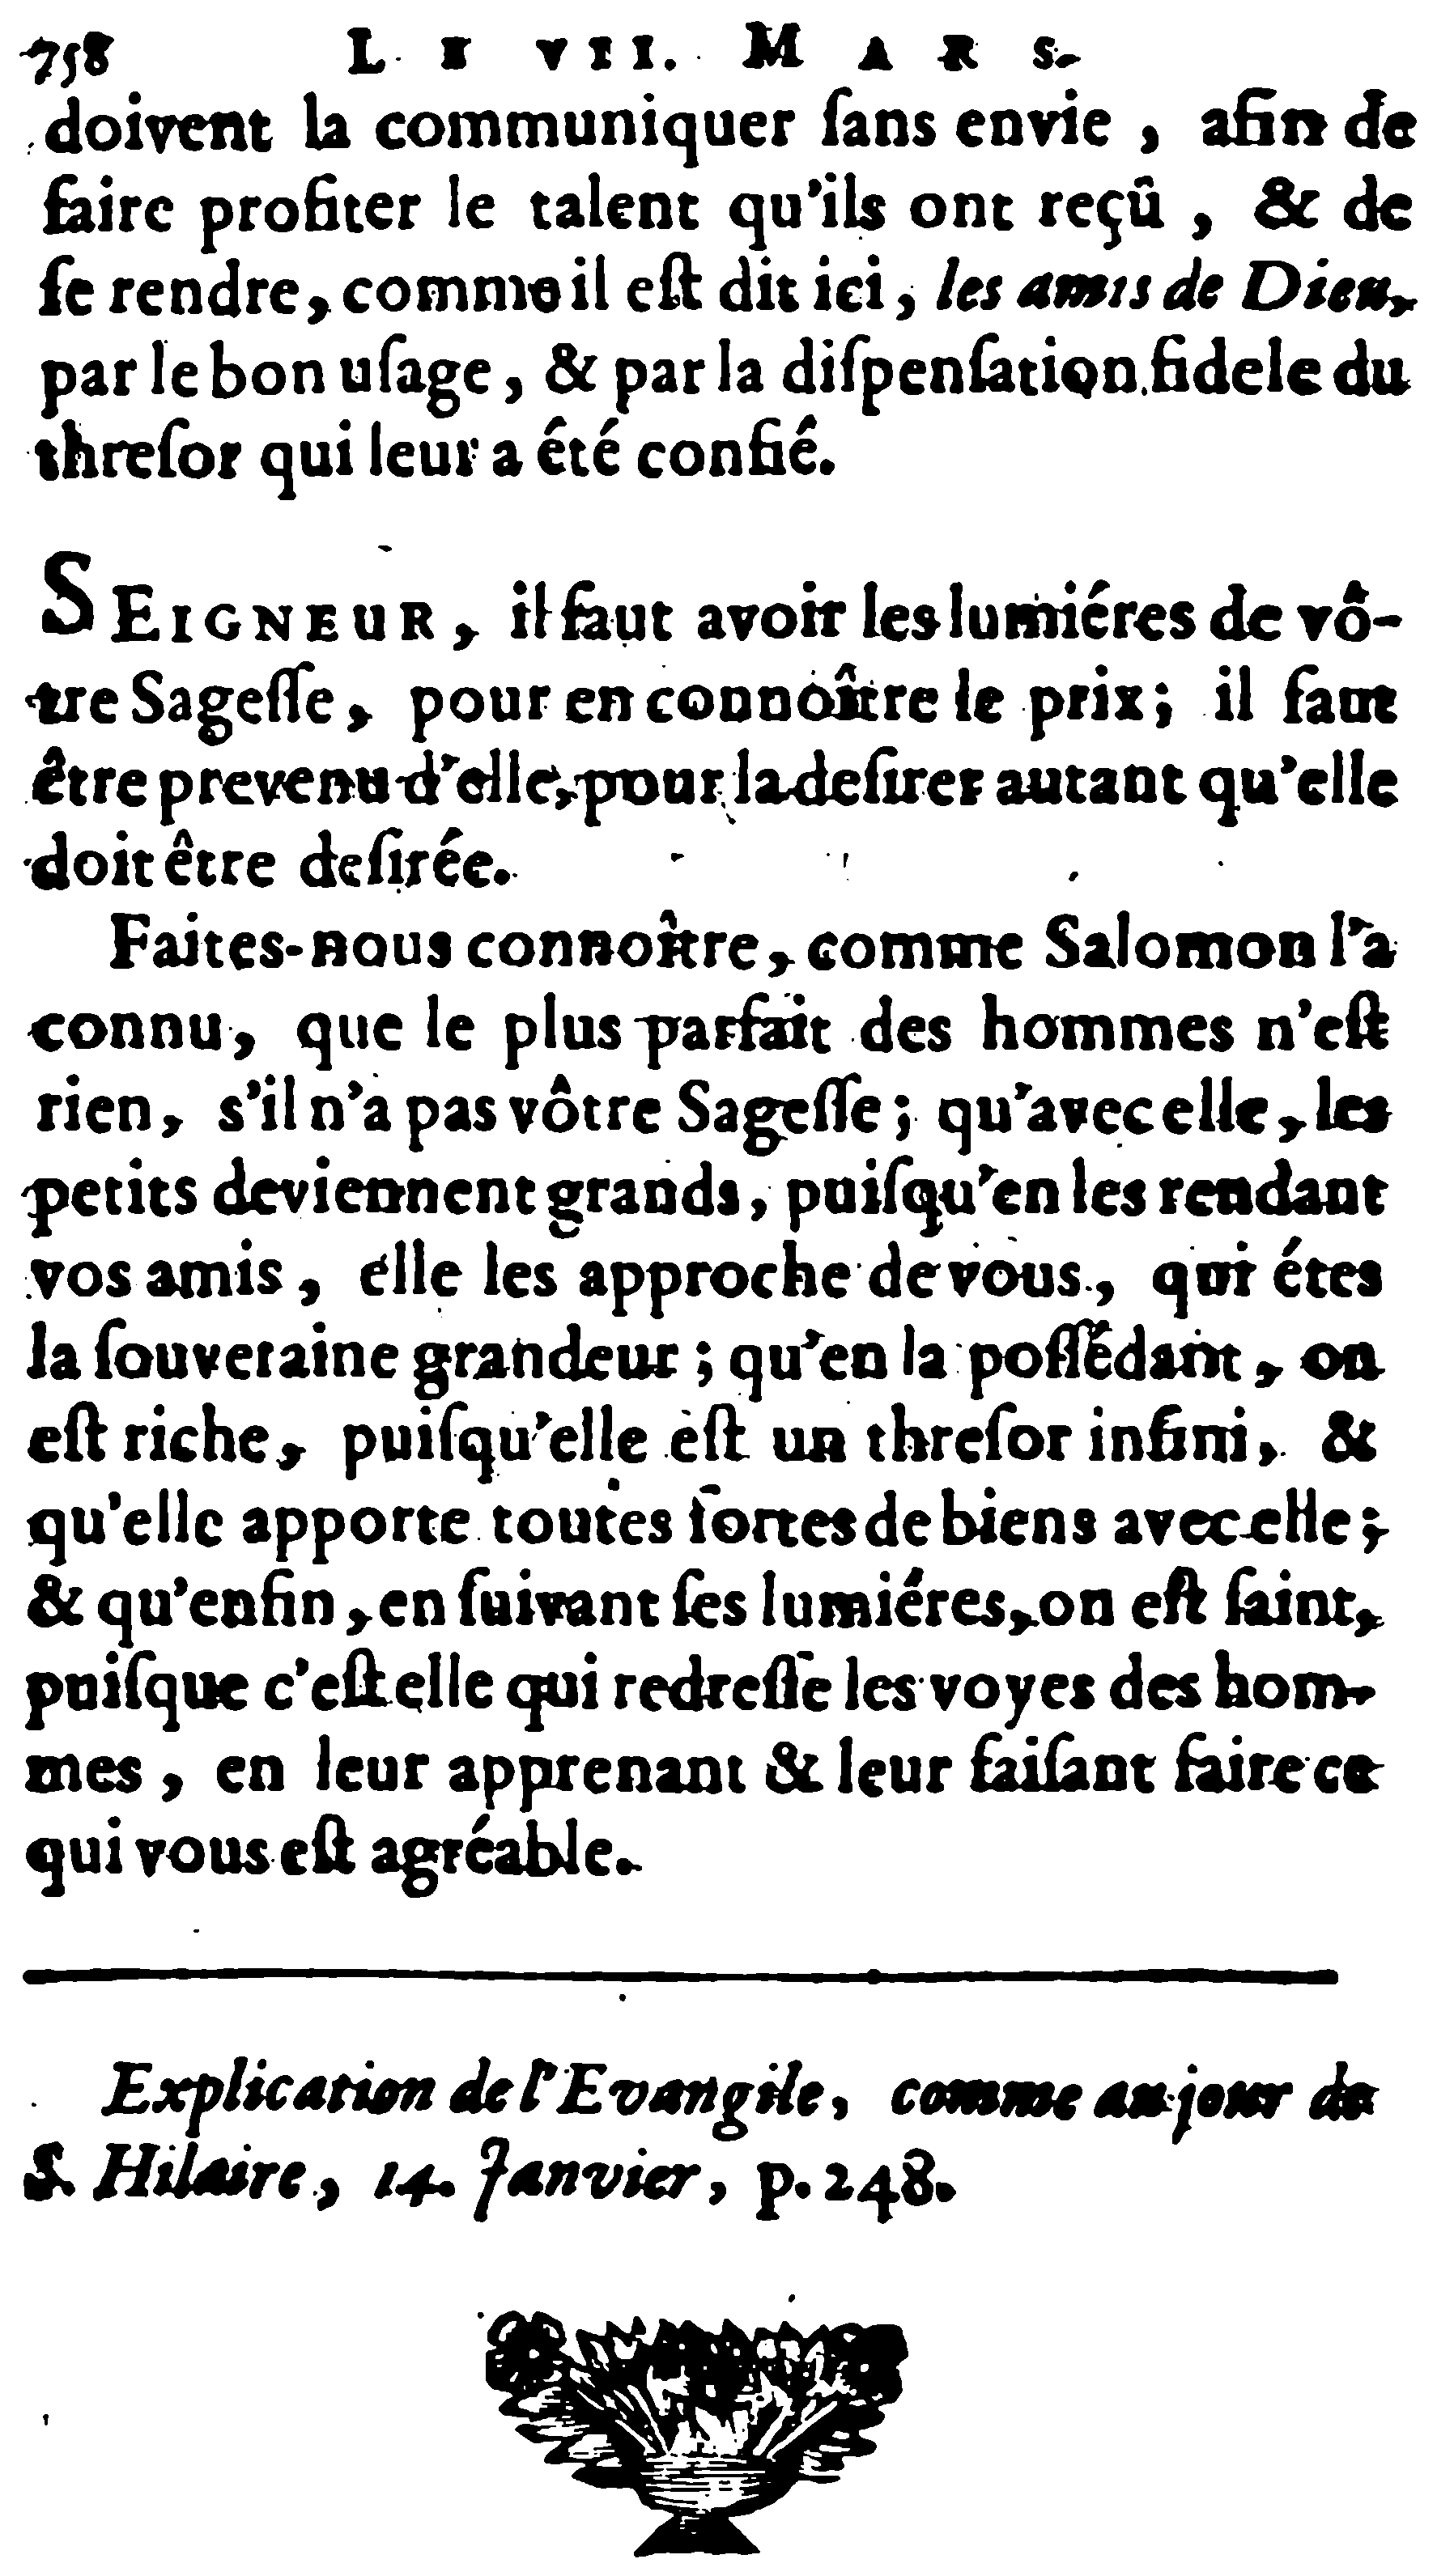 758 LE VII. MARS.
doivent la communiquer ſans envie, afin de
faire profiter le talent qu'ils ont reçû, & de
ſe rendre, comme il eſt dit ici, les amis de Dieu,
par le bon uſage, & par la diſpenſation fidele du
threſor qui leur a été confié.
SEIGNEUR, il faut avoir les lumiéres de vô-
tre Sageſſe, pour en connoître le prix; il faut
être prevenu d'elle, pour la deſirer autant qu'elle
doit être deſirée.
Faites-nous connoître, comme Salomon l'a
connu, que le plus parfait des hommes n'eſt
rien, s'il n'a pas vôtre Sageſſe; qu'avec elle, les
petits deviennent grands, puiſqu'en les rendant
vos amis, elle les approche de vous, qui étes
la ſouveraine grandeur; qu'en la poſſédant, on
eſt riche, puiſqu'elle eſt un threſor infini, &
qu'elle apporte toutes ſortes de biens avec elle;
& qu'enfin, en ſuivant ſes lumiéres, on eſt ſaint,
puiſque c'eſt elle qui redreſſe les voyes des hom-
mes, en leur apprenant & leur faiſant faire ce
qui vous eſt agréable.
Explication de l'Evangile, comme au jour de
S. Hilaire, 14. Janvier, p. 248.